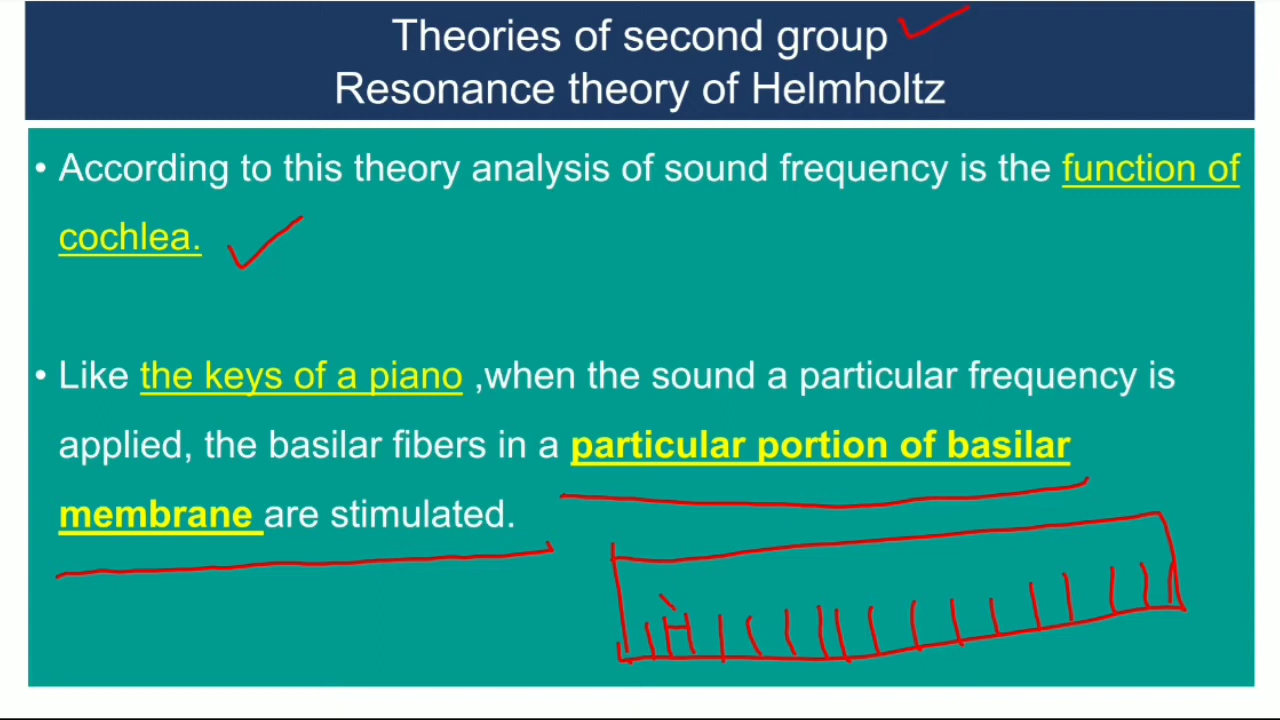 Theories of second group
Resonance theory of Helmholtz
• According to this theory analysis of sound frequency is the function of
cochlea.
• Like the keys of a piano ,when the sound a particular frequency is
applied, the basilar fibers in a particular portion of basilar
membrane are stimulated.